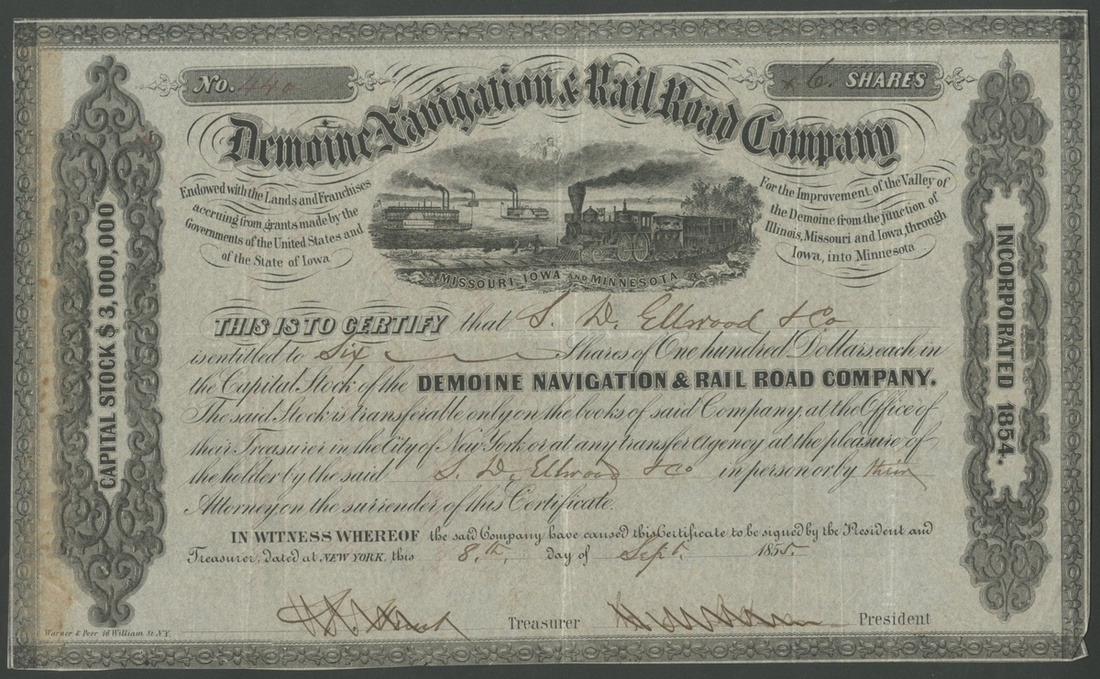 No. 440
6. SHARES
Demoine Navigation & Rail Road Company
Endowed with the Lands and Franchises
accruing from grants made by the
Governments of the United States and
of the State of Iowa
For the Improvement of the Valley of
the Demoine from the junction of
Illinois, Missouri and Iowa, through
Iowa, into Minnesota
MISSOURI, IOWA AND MINNESOTA
CAPITAL STOCK $ 3,000,000
INCORPORATED 1854.
THIS IS TO CERTIFY that S. D. Ellwood & Co
is entitled to Six Shares of One hundred Dollars each in
the Capital Stock of the DEMOINE NAVIGATION & RAIL ROAD COMPANY.
The said Stock is transferable only on the books of said Company, at the Office of
their Treasurer in the City of New York or at any transfer Agency at the pleasure of
the holder by the said S. D. Ellwood & Co in person or by their
Attorney on the surrender of this Certificate.
IN WITNESS WHEREOF the said Company have caused this Certificate to be signed by the President and
Treasurer, dated at NEW YORK, this 8th day of Sept. 1855
Treasurer
President
Warner & Peer 16 William St. N.Y.